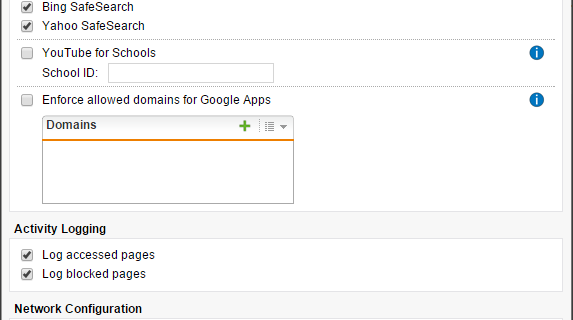 Bing SafeSearch
Yahoo SafeSearch
YouTube for Schools
School ID:
Enforce allowed domains for Google Apps
Domains
Activity Logging
Log accessed pages
Log blocked pages
Network Configuration